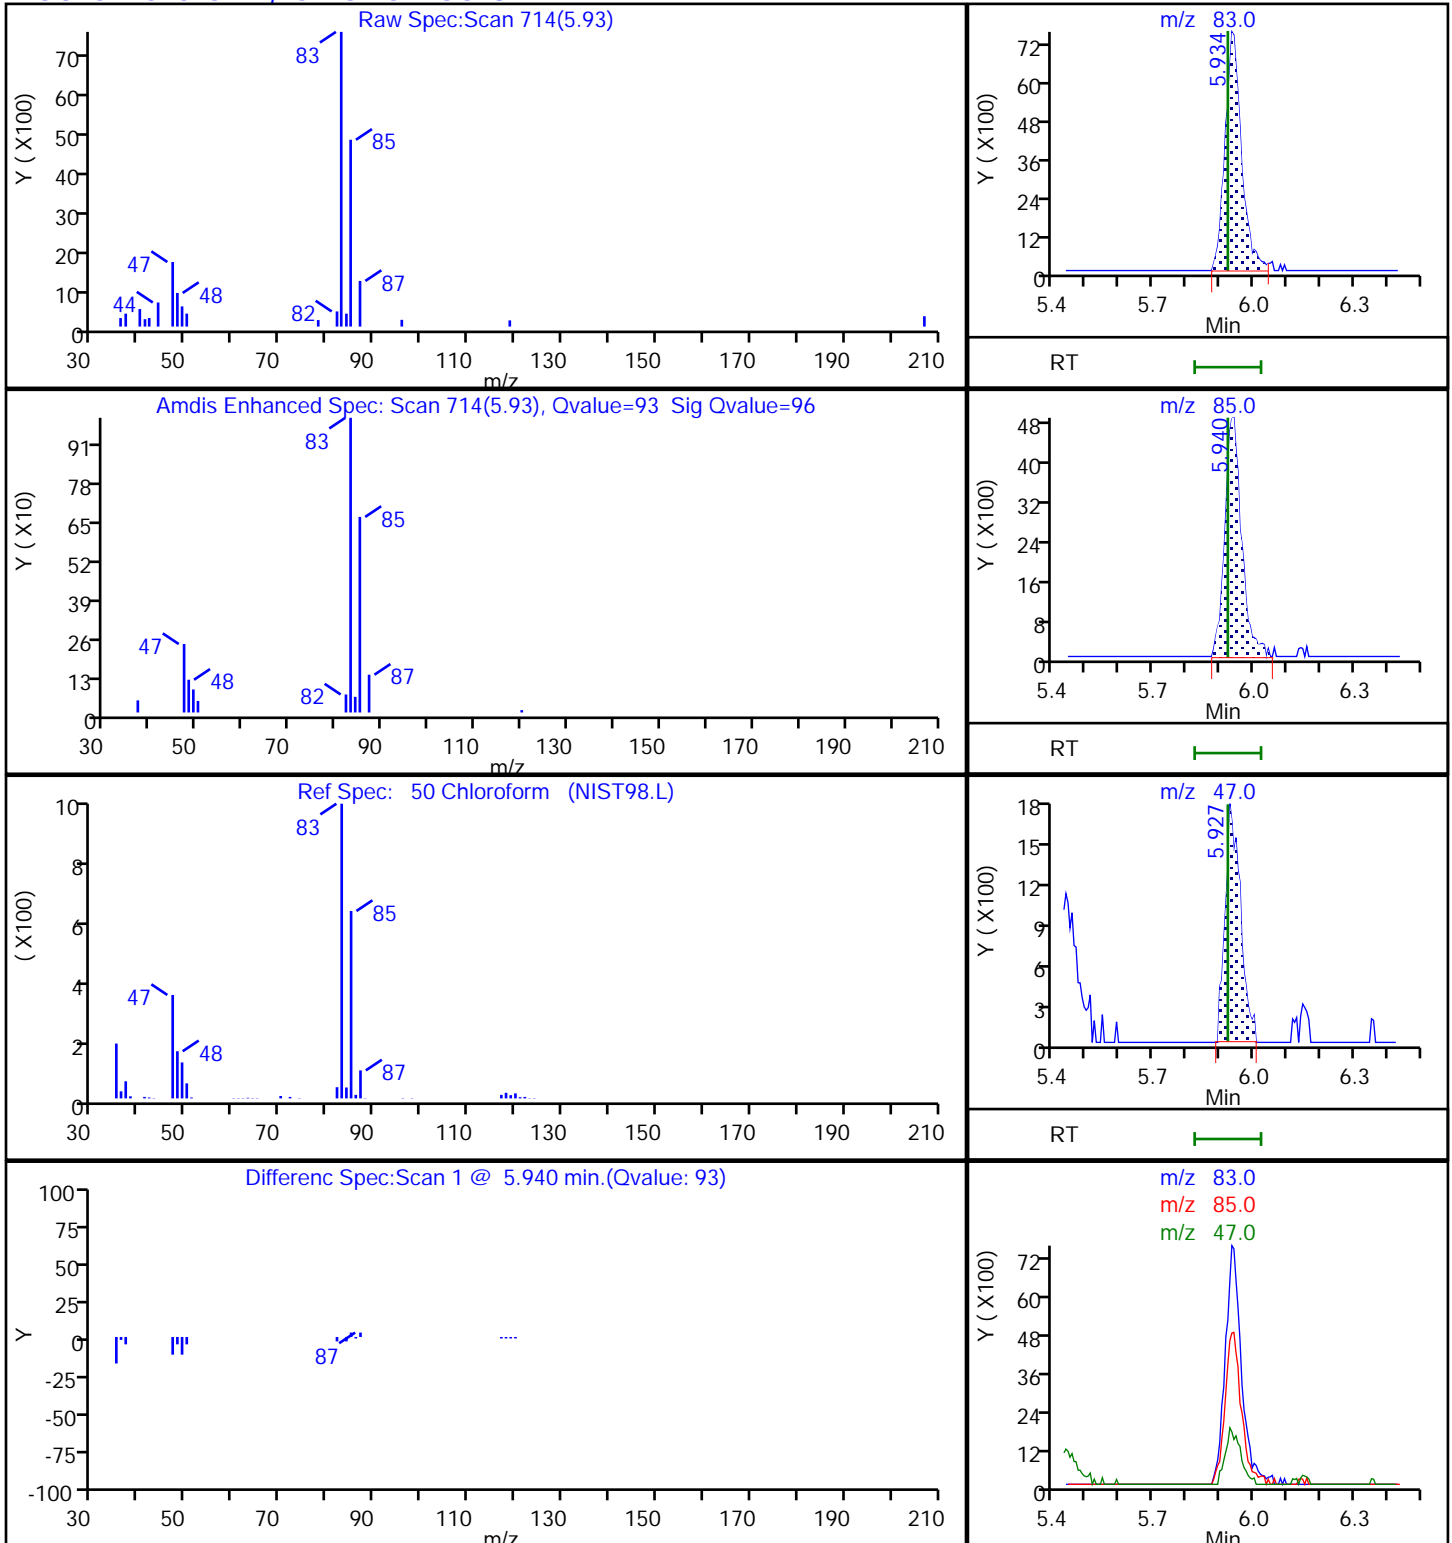 Raw Spec:Scan 714(5.93)
Y ( X100)
70
60
50
40
30
20
10
0
83
85
47
44
48
82
87
30 50 70 90 110 130 150 170 190 210
m/z
m/z 83.0
Y ( X100)
72
60
48
36
24
12
0
5.934
5.4 5.7 6.0 6.3
Min
RT
Amdis Enhanced Spec: Scan 714(5.93), Qvalue=93 Sig Qvalue=96
Y ( X10)
91
78
65
52
39
26
13
0
83
85
47
48
82
87
30 50 70 90 110 130 150 170 190 210
m/z
m/z 85.0
Y ( X100)
48
40
32
24
16
8
0
5.940
5.4 5.7 6.0 6.3
Min
RT
Ref Spec: 50 Chloroform (NIST98.L)
( X100)
10
8
6
4
2
0
83
85
47
48
87
30 50 70 90 110 130 150 170 190 210
m/z 47.0
Y ( X100)
18
15
12
9
6
3
0
5.927
5.4 5.7 6.0 6.3
Min
RT
Differenc Spec:Scan 1 @ 5.940 min.(Qvalue: 93)
Y
100
75
50
25
0
-25
-50
-75
-100
87
30 50 70 90 110 130 150 170 190 210
m/z
m/z 83.0
m/z 85.0
m/z 47.0
Y ( X100)
72
60
48
36
24
12
0
5.4 5.7 6.0 6.3
Min